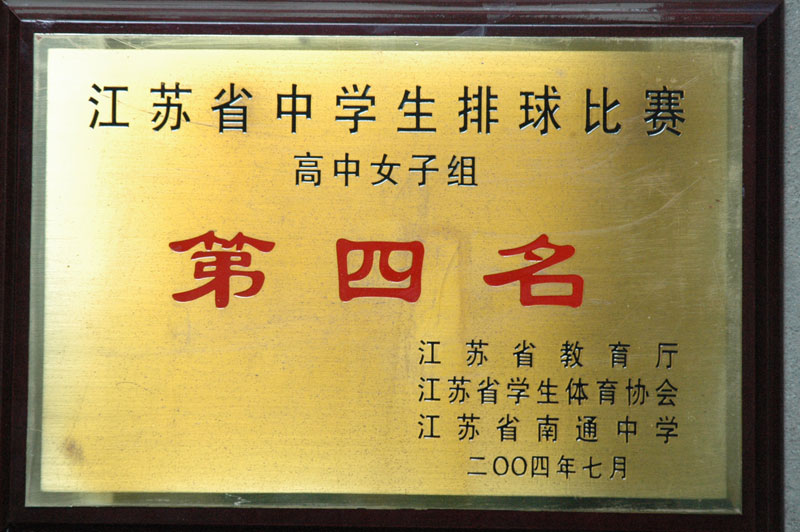 江苏省中学生排球比赛
高中女子组
第四名
江苏省教育厅
江苏省学生体育协会
江苏省南通中学
二〇〇四年七月